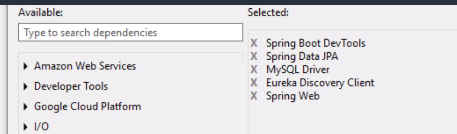 Available:
Type to search dependencies
Amazon Web Services
Developer Tools
Google Cloud Platform
I/O
Selected:
X Spring Boot DevTools
X Spring Data JPA
X MySQL Driver
X Eureka Discovery Client
X Spring Web